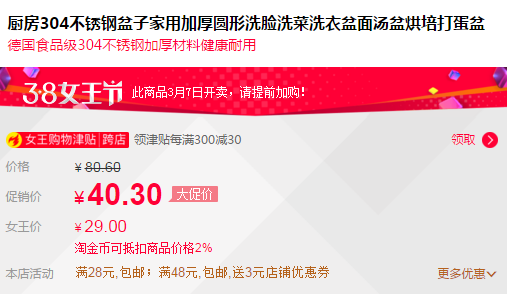 厨房304不锈钢盆子家用加厚圆形洗脸洗菜洗衣盆面汤盆烘培打蛋盆
德国食品级304不锈钢加厚材料健康耐用
38女王节 此商品3月7日开卖，请提前加购！
女王购物津贴 跨店 领津贴每满300减30 领取
价格 ¥ 80.60
促销价 ¥ 40.30 大促价
女王价 ¥ 29.00
淘金币可抵扣商品价格2%
本店活动 满28元,包邮；满48元,包邮,送3元店铺优惠券 更多优惠